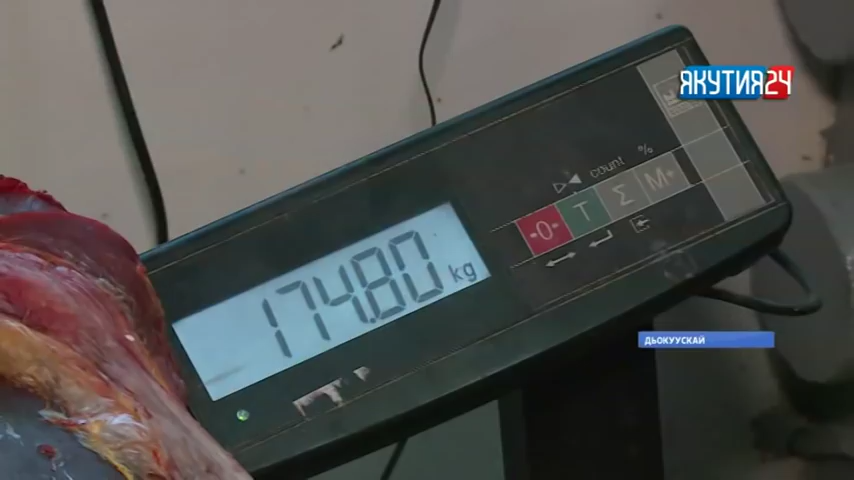 ЯКУТИЯ24
count %
-0- T Σ M+
174.80 kg
ДЬОКУУСКАЙ